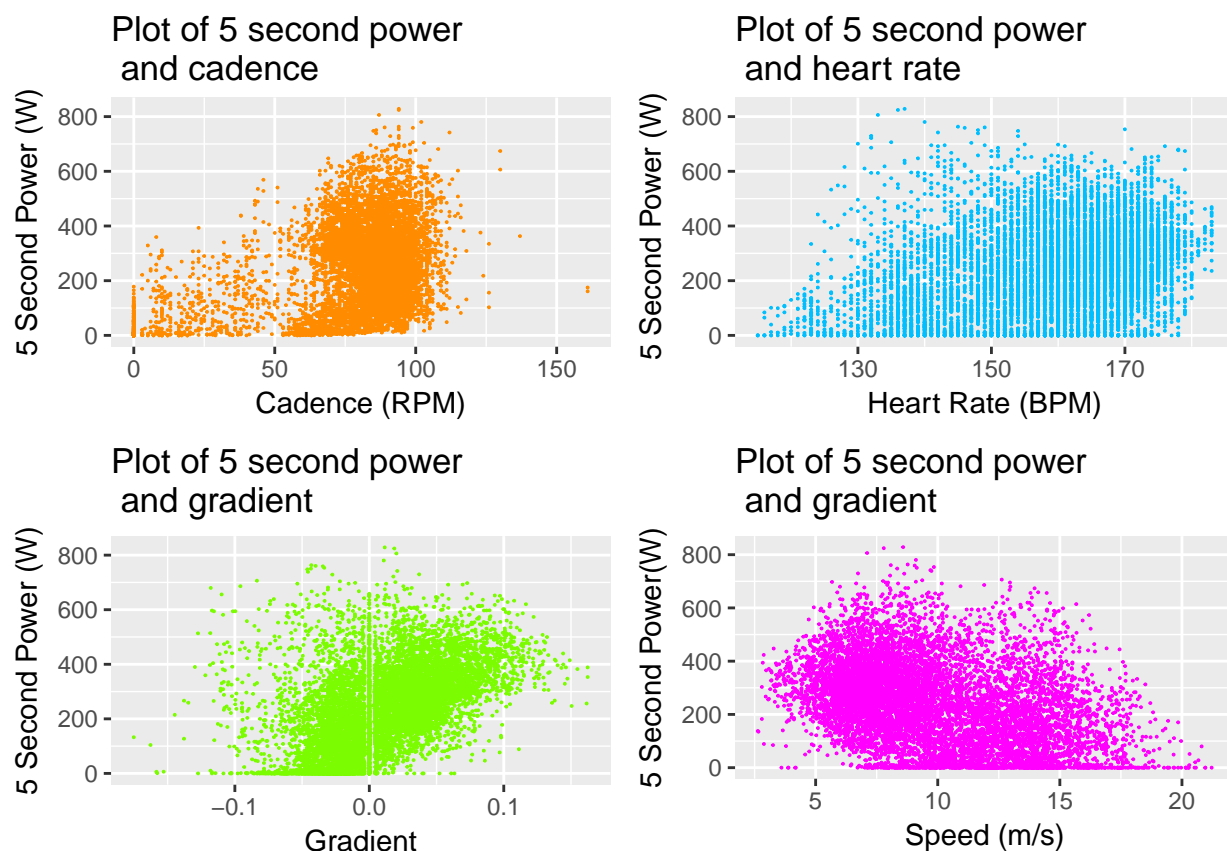 Plot of 5 second power
and cadence
5 Second Power (W)
800
600
400
200
0
0 50 100 150
Cadence (RPM)
Plot of 5 second power
and heart rate
5 Second Power (W)
800
600
400
200
0
130 150 170
Heart Rate (BPM)
Plot of 5 second power
and gradient
5 Second Power (W)
800
600
400
200
0
−0.1 0.0 0.1
Gradient
Plot of 5 second power
and gradient
5 Second Power(W)
800
600
400
200
0
5 10 15 20
Speed (m/s)